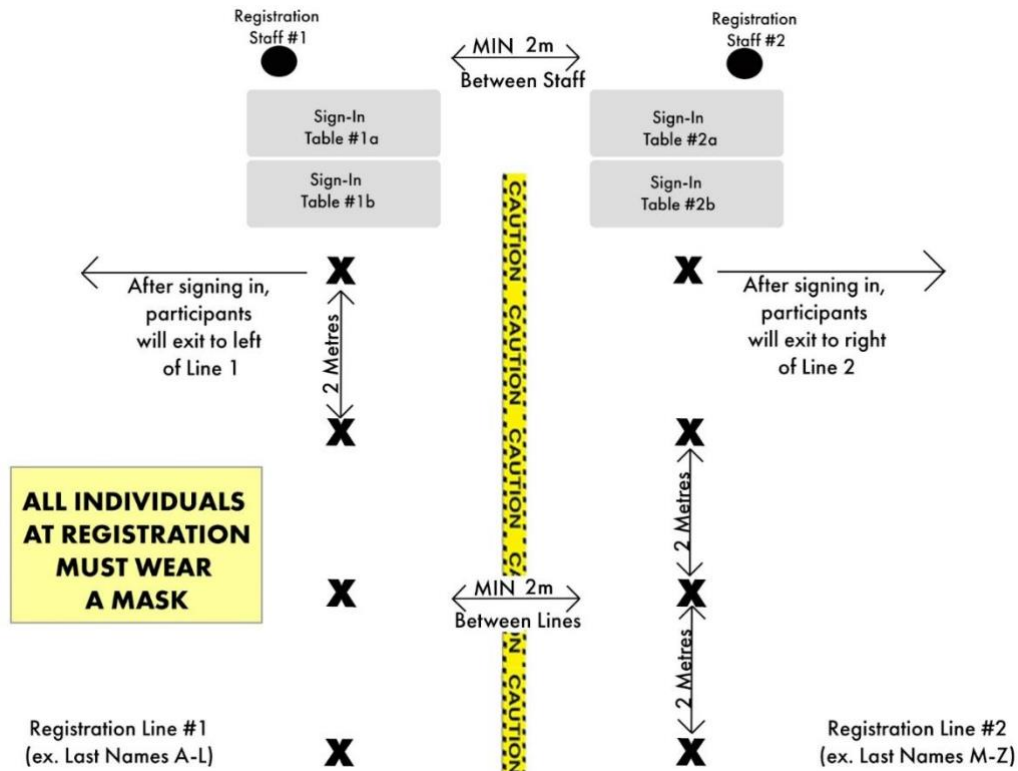 Registration
Staff #1
MIN 2m
Between Staff
Registration
Staff #2
Sign-In
Table #1a
Sign-In
Table #2a
Sign-In
Table #1b
Sign-In
Table #2b
CAUTION
CAUTION
CAUTION
CA
X
X
After signing in,
participants
will exit to left
of Line 1
After signing in,
participants
will exit to right
of Line 2
2 Metres
X
X
ALL INDIVIDUALS
AT REGISTRATION
MUST WEAR
A MASK
2 Metres
X
MIN 2m
Between Lines
X
ON
CAUTION
2 Metres
Registration Line #1
(ex. Last Names A-L)
X
X
Registration Line #2
(ex. Last Names M-Z)